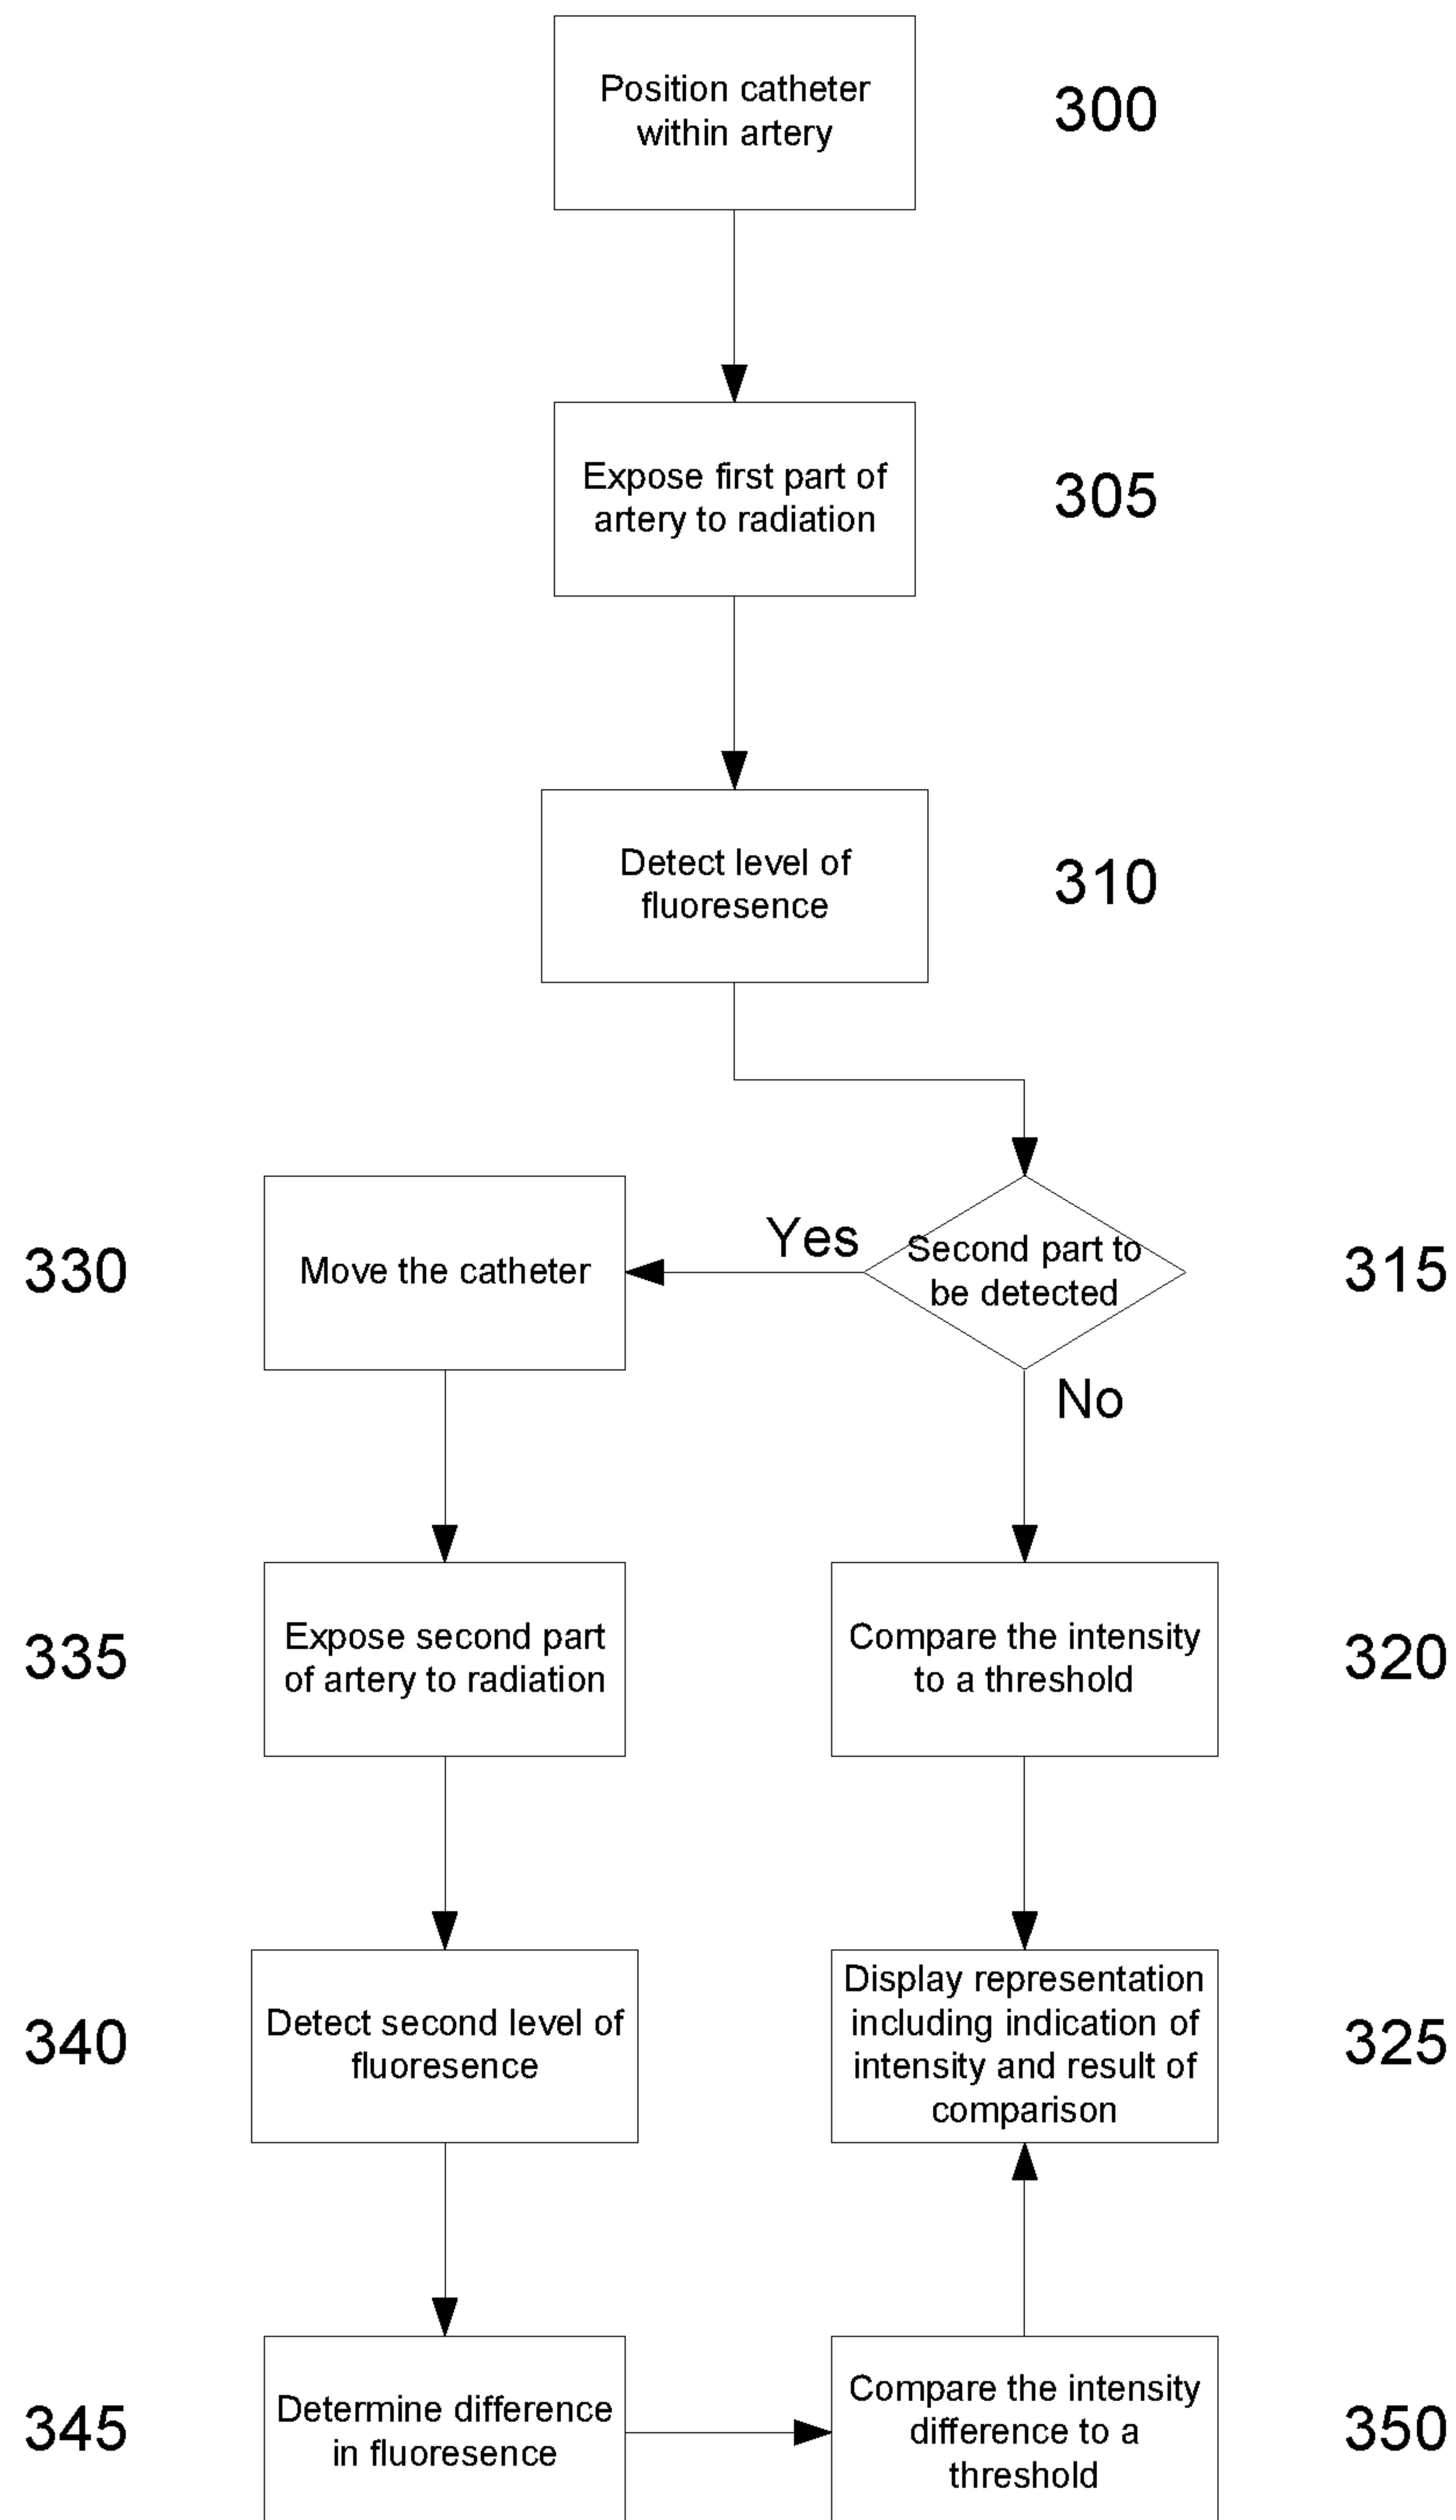 Position catheter
within artery
300
Expose first part of
artery to radiation
305
Detect level of
fluoresence
310
330
Move the catheter
Yes
Second part to
be detected
315
No
335
Expose second part
of artery to radiation
Compare the intensity
to a threshold
320
340
Detect second level of
fluoresence
Display representation
including indication of
intensity and result of
comparison
325
345
Determine difference
in fluoresence
Compare the intensity
difference to a
threshold
350